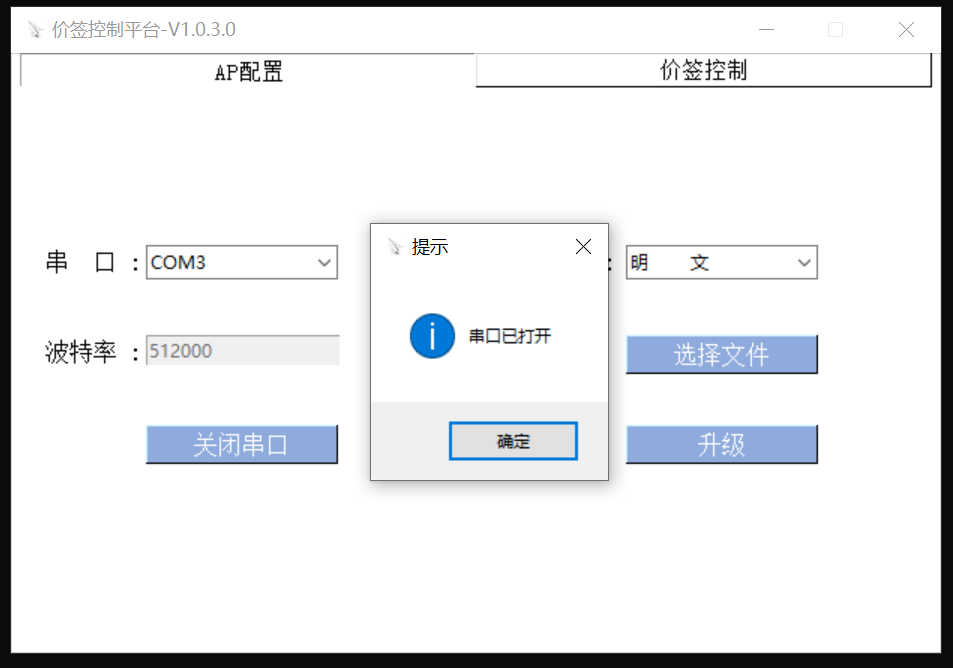 价签控制平台-V1.0.3.0
AP配置
价签控制
提示
串 口 :
COM3
:
明 文
串口已打开
波特率 :
512000
选择文件
关闭串口
确定
升级